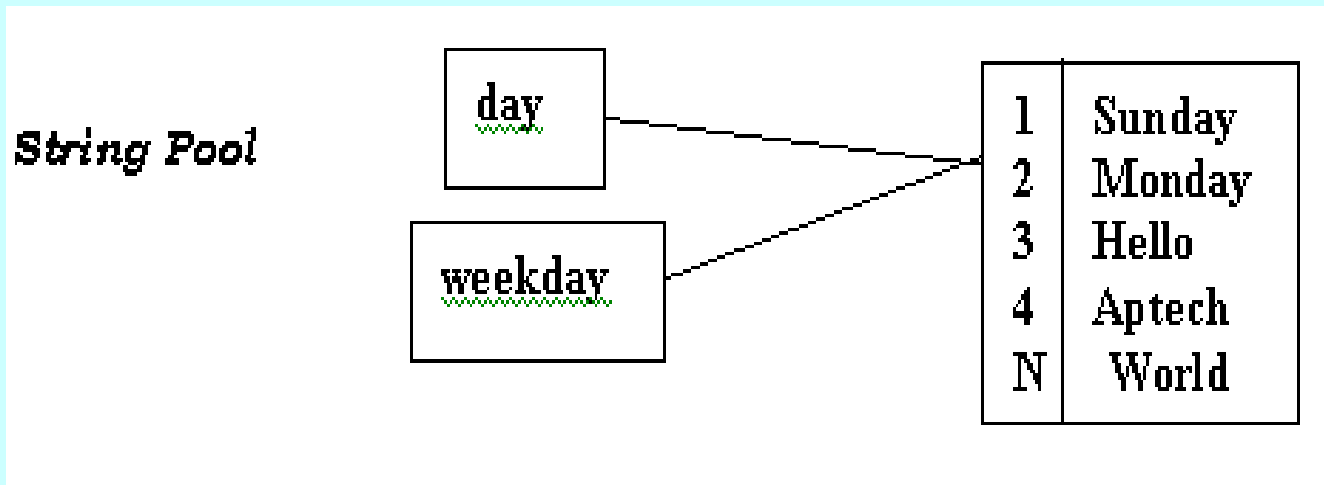 String Pool
day
weekday
1 Sunday
2 Monday
3 Hello
4 Aptech
N World